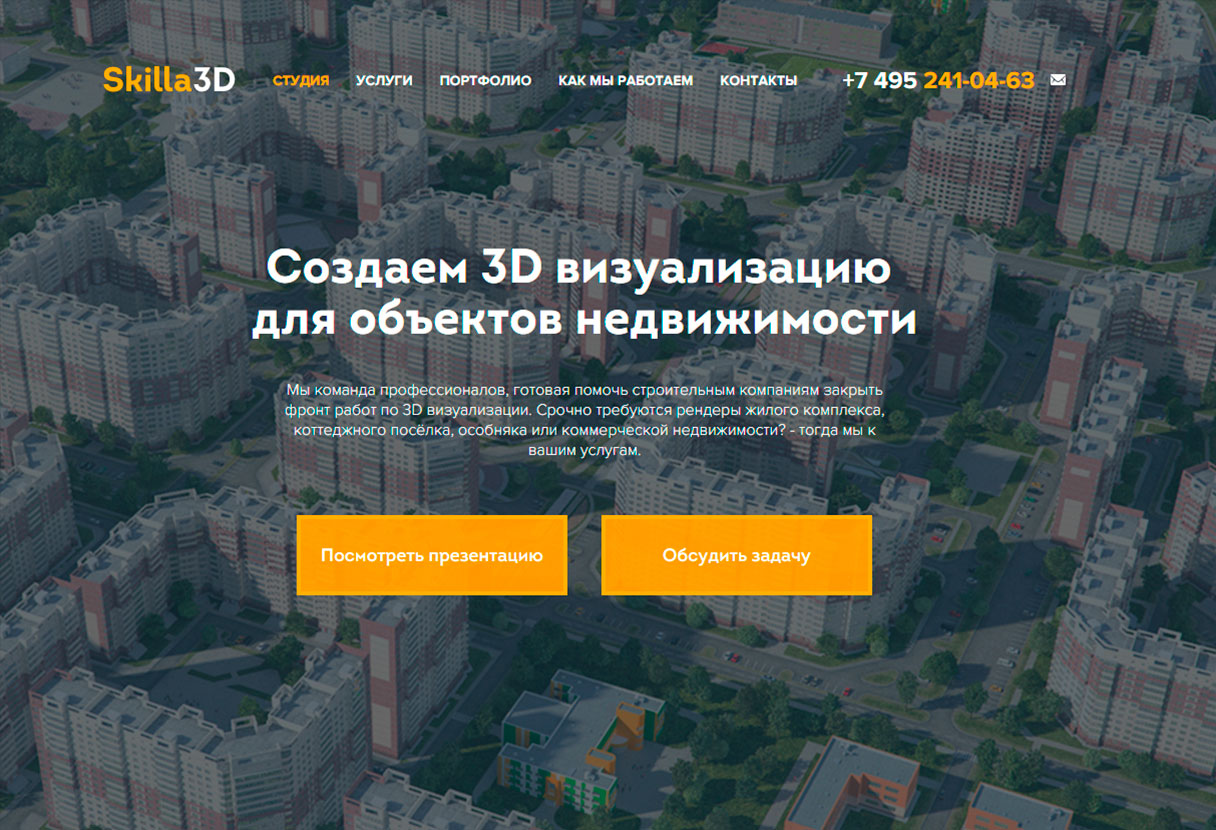 Skilla3D СТУДИЯ УСЛУГИ ПОРТФОЛИО КАК МЫ РАБОТАЕМ КОНТАКТЫ +7 495 241-04-63
Создаем 3D визуализацию
для объектов недвижимости
Мы команда профессионалов, готовая помочь строительным компаниям закрыть
фронт работ по 3D визуализации. Срочно требуются рендеры жилого комплекса,
коттеджного посёлка, особняка или коммерческой недвижимости? - тогда мы к
вашим услугам.
Посмотреть презентацию Обсудить задачу